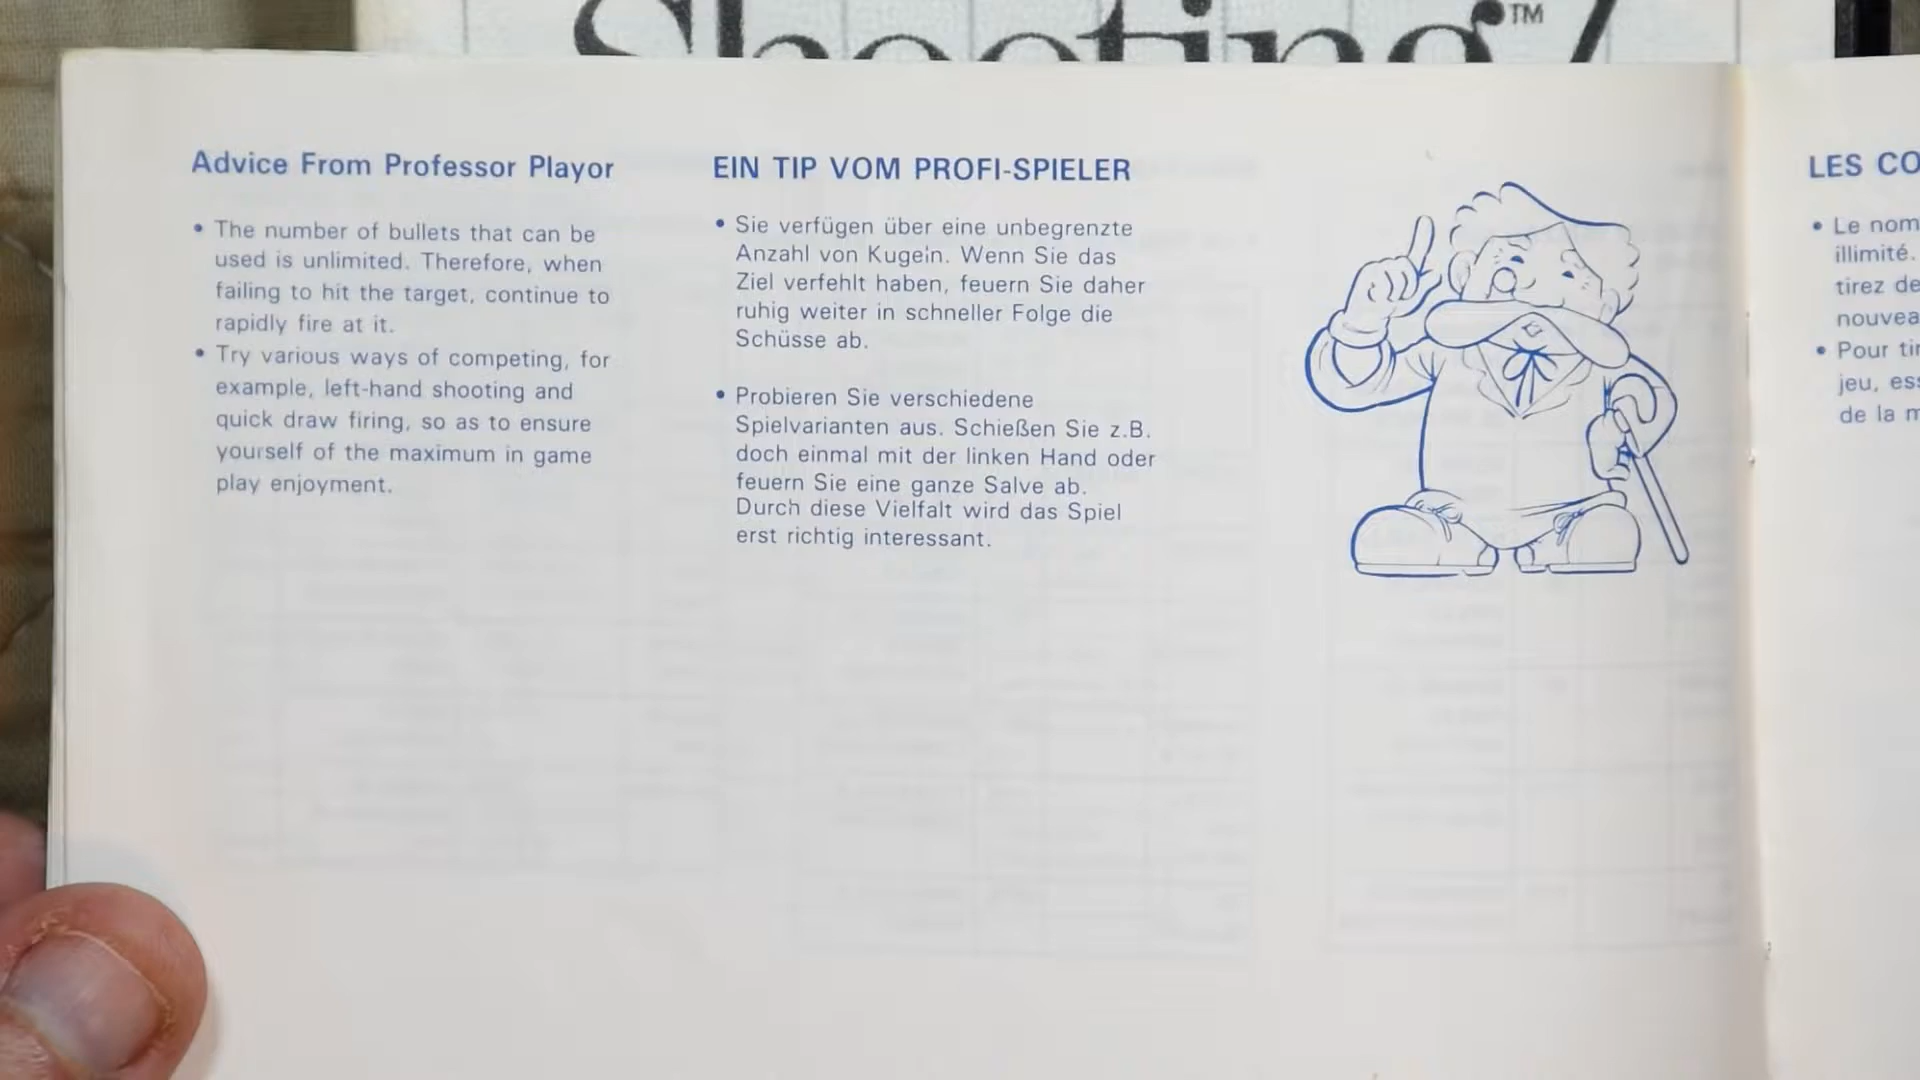 Shooting™
Advice From Professor Playor
• The number of bullets that can be
used is unlimited. Therefore, when
failing to hit the target, continue to
rapidly fire at it.
• Try various ways of competing, for
example, left-hand shooting and
quick draw firing, so as to ensure
yourself of the maximum in game
play enjoyment.
EIN TIP VOM PROFI-SPIELER
• Sie verfügen über eine unbegrenzte
Anzahl von Kugeln. Wenn Sie das
Ziel verfehlt haben, feuern Sie daher
ruhig weiter in schneller Folge die
Schüsse ab.
• Probieren Sie verschiedene
Spielvarianten aus. Schießen Sie z.B.
doch einmal mit der linken Hand oder
feuern Sie eine ganze Salve ab.
Durch diese Vielfalt wird das Spiel
erst richtig interessant.
LES CO
• Le nom
illimité.
tirez de
nouvea
• Pour tir
jeu, ess
de la m